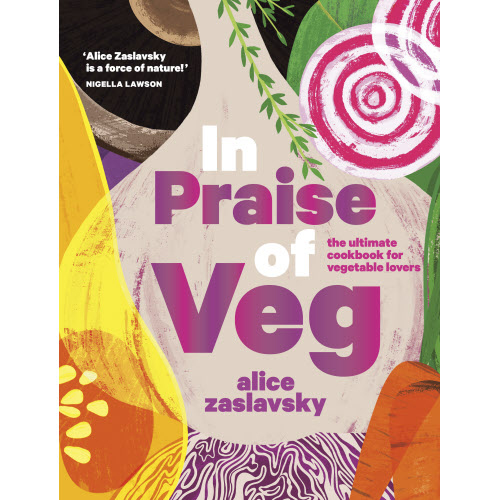 ‘Alice Zaslavsky
is a force of nature!’
NIGELLA LAWSON
In
Praise
of
the ultimate
cookbook for
vegetable lovers
Veg
alice
zaslavsky